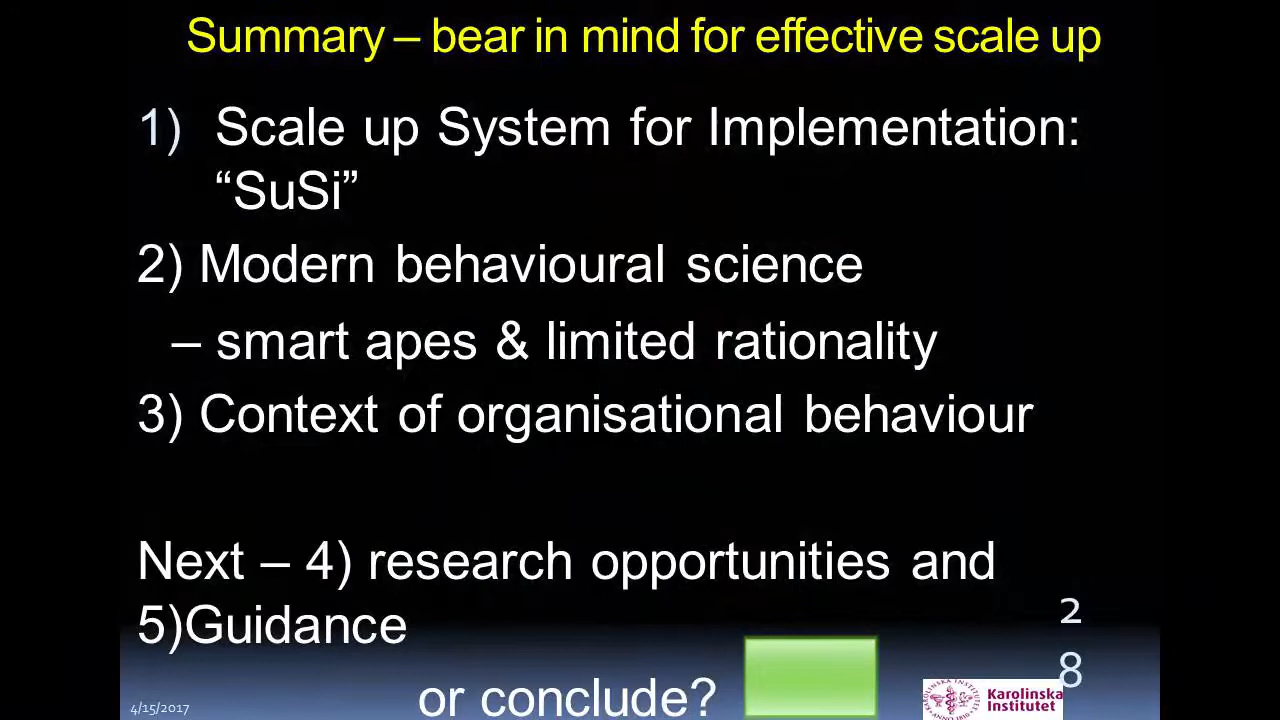 Summary – bear in mind for effective scale up
1) Scale up System for Implementation:
“SuSi”
2) Modern behavioural science
– smart apes & limited rationality
3) Context of organisational behaviour
Next – 4) research opportunities and
5)Guidance
or conclude?
2
8
4/15/2017
Karolinska
Institutet